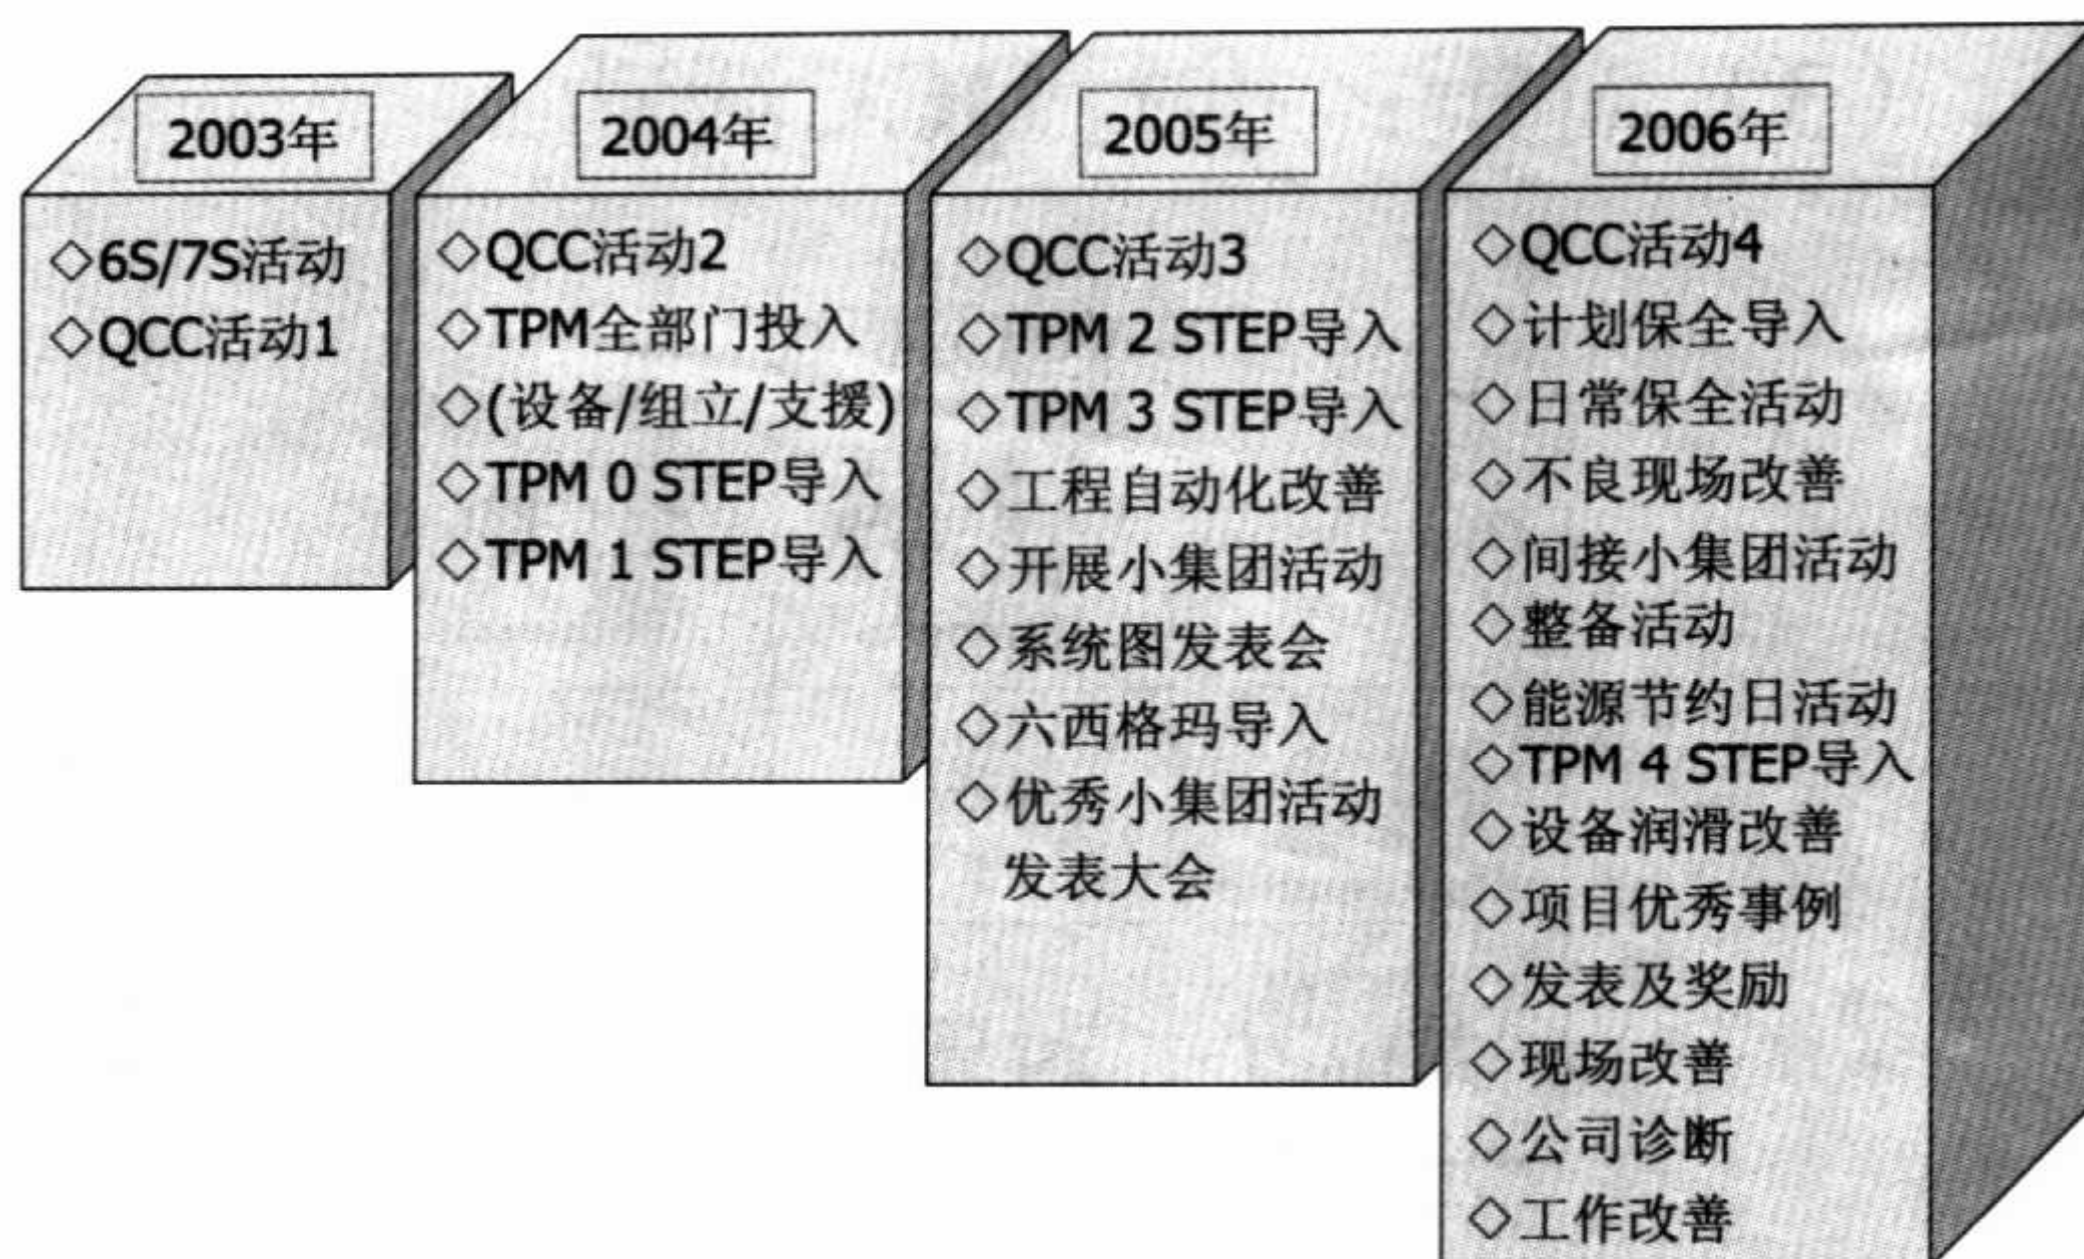 2003年
◇6S/7S活动
◇QCC活动1
2004年
◇QCC活动2
◇TPM全部门投入
◇(设备/组立/支援)
◇TPM 0 STEP导入
◇TPM 1 STEP导入
2005年
◇QCC活动3
◇TPM 2 STEP导入
◇TPM 3 STEP导入
◇工程自动化改善
◇开展小集团活动
◇系统图发表会
◇六西格玛导入
◇优秀小集团活动
发表大会
2006年
◇QCC活动4
◇计划保全导入
◇日常保全活动
◇不良现场改善
◇间接小集团活动
◇整备活动
◇能源节约日活动
◇TPM 4 STEP导入
◇设备润滑改善
◇项目优秀事例
◇发表及奖励
◇现场改善
◇公司诊断
◇工作改善